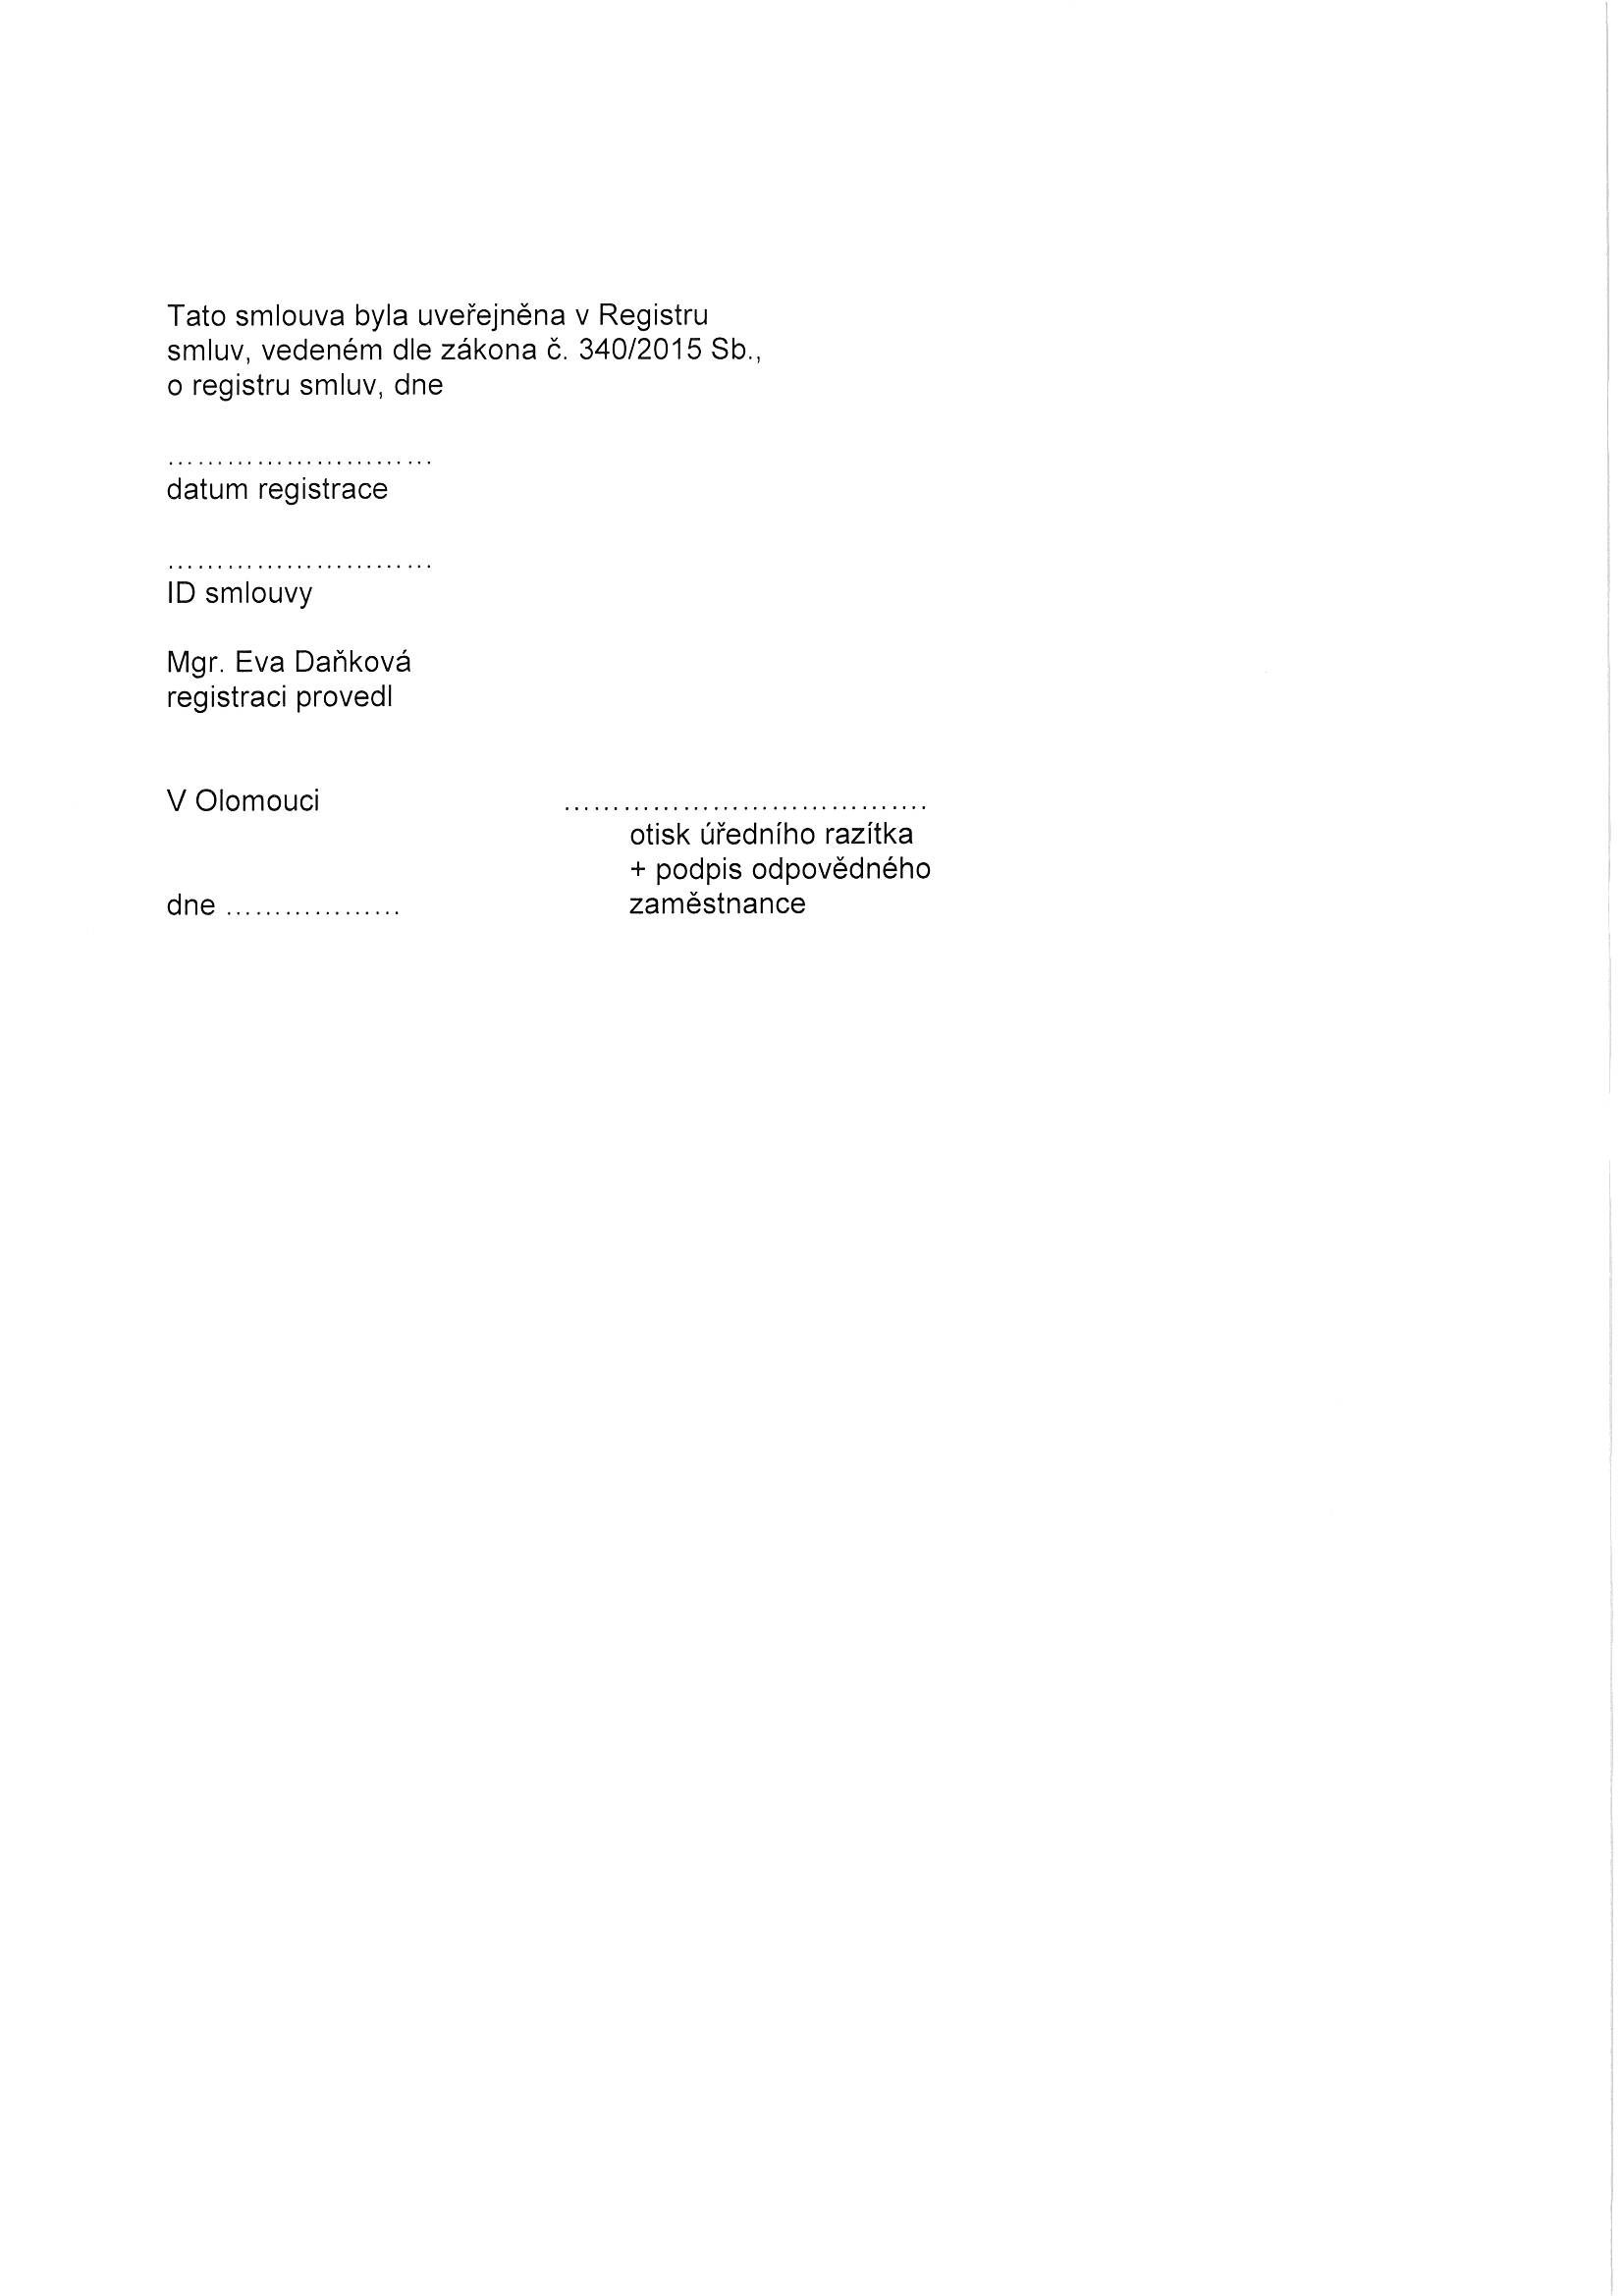 Tato smlouva byla uveřejněna v Registru
smluv, vedeném dle zákona č. 340/2015 Sb.,
o registru smluv, dne
...........................
datum registrace
...........................
ID smlouvy
Mgr. Eva Daňková
registraci provedl
V Olomouci .....................................
otisk úředního razítka
+ podpis odpovědného
dne .................. zaměstnance